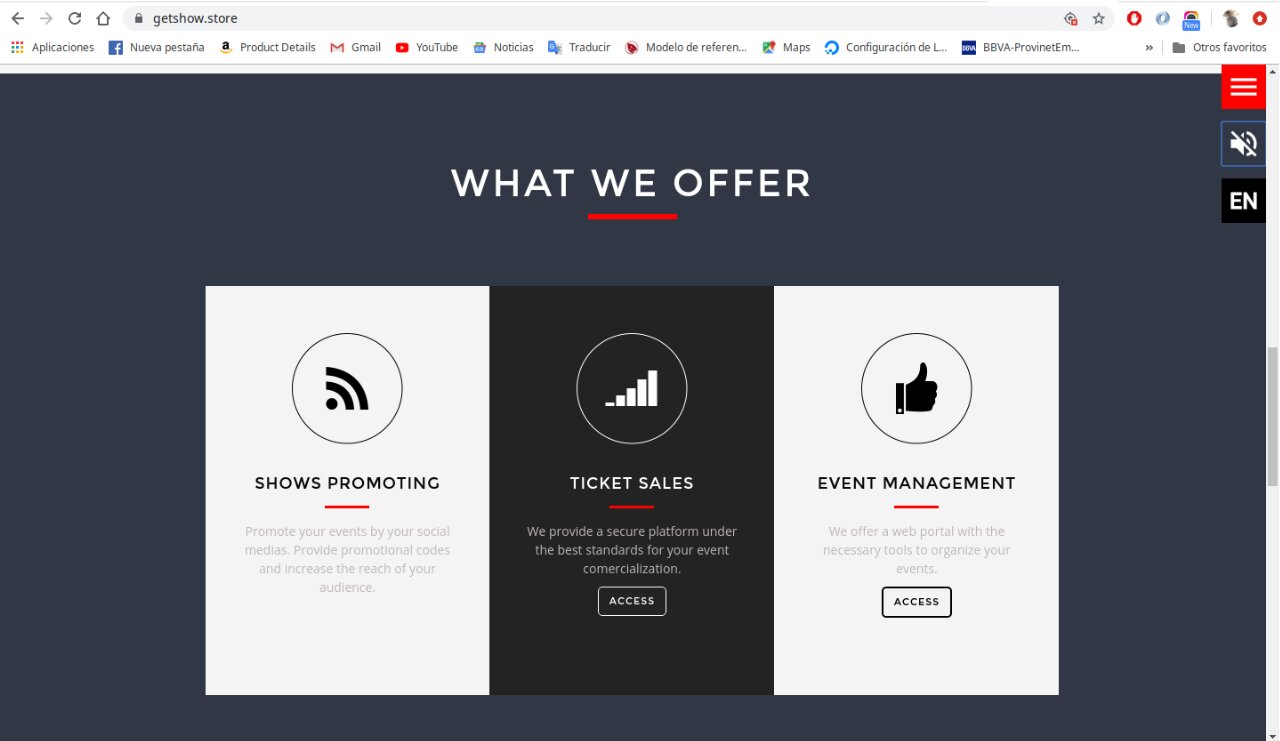 getshow.store
New
Aplicaciones
Nueva pestaña
Product Details
Gmail
YouTube
Noticias
Traducir
Modelo de referen...
Maps
Configuración de L...
BBVA
BBVA-ProvinetEm...
»
Otros favoritos
EN
WHAT WE OFFER
SHOWS PROMOTING
Promote your events by your social
medias. Provide promotional codes
and increase the reach of your
audience.
TICKET SALES
We provide a secure platform under
the best standards for your event
comercialization.
ACCESS
EVENT MANAGEMENT
We offer a web portal with the
necessary tools to organize your
events.
ACCESS